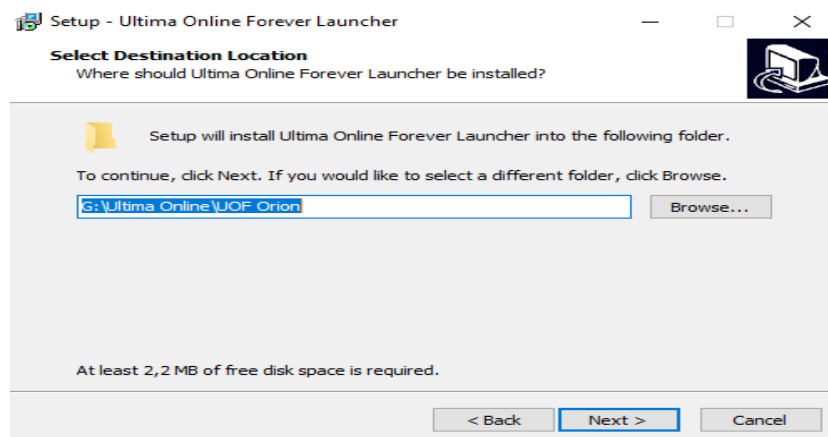 Setup - Ultima Online Forever Launcher
Select Destination Location
Where should Ultima Online Forever Launcher be installed?
Setup will install Ultima Online Forever Launcher into the following folder.
To continue, click Next. If you would like to select a different folder, click Browse.
G:\Ultima Online\UOF Orion
Browse...
At least 2,2 MB of free disk space is required.
< Back
Next >
Cancel